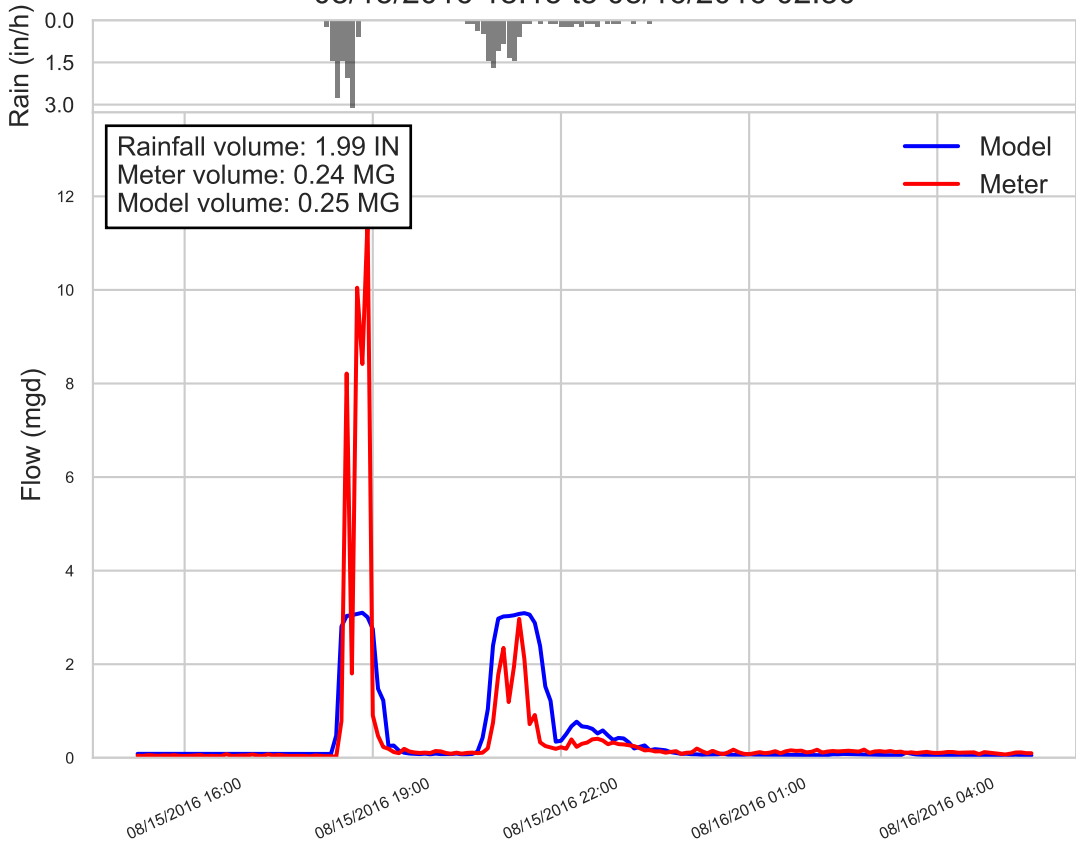 Rain (in/h)
0.0
1.5
3.0
Rainfall volume: 1.99 IN
Meter volume: 0.24 MG
Model volume: 0.25 MG
Model
Meter
Flow (mgd)
12
10
8
6
4
2
0
08/15/2016 16:00
08/15/2016 19:00
08/15/2016 22:00
08/16/2016 01:00
08/16/2016 04:00